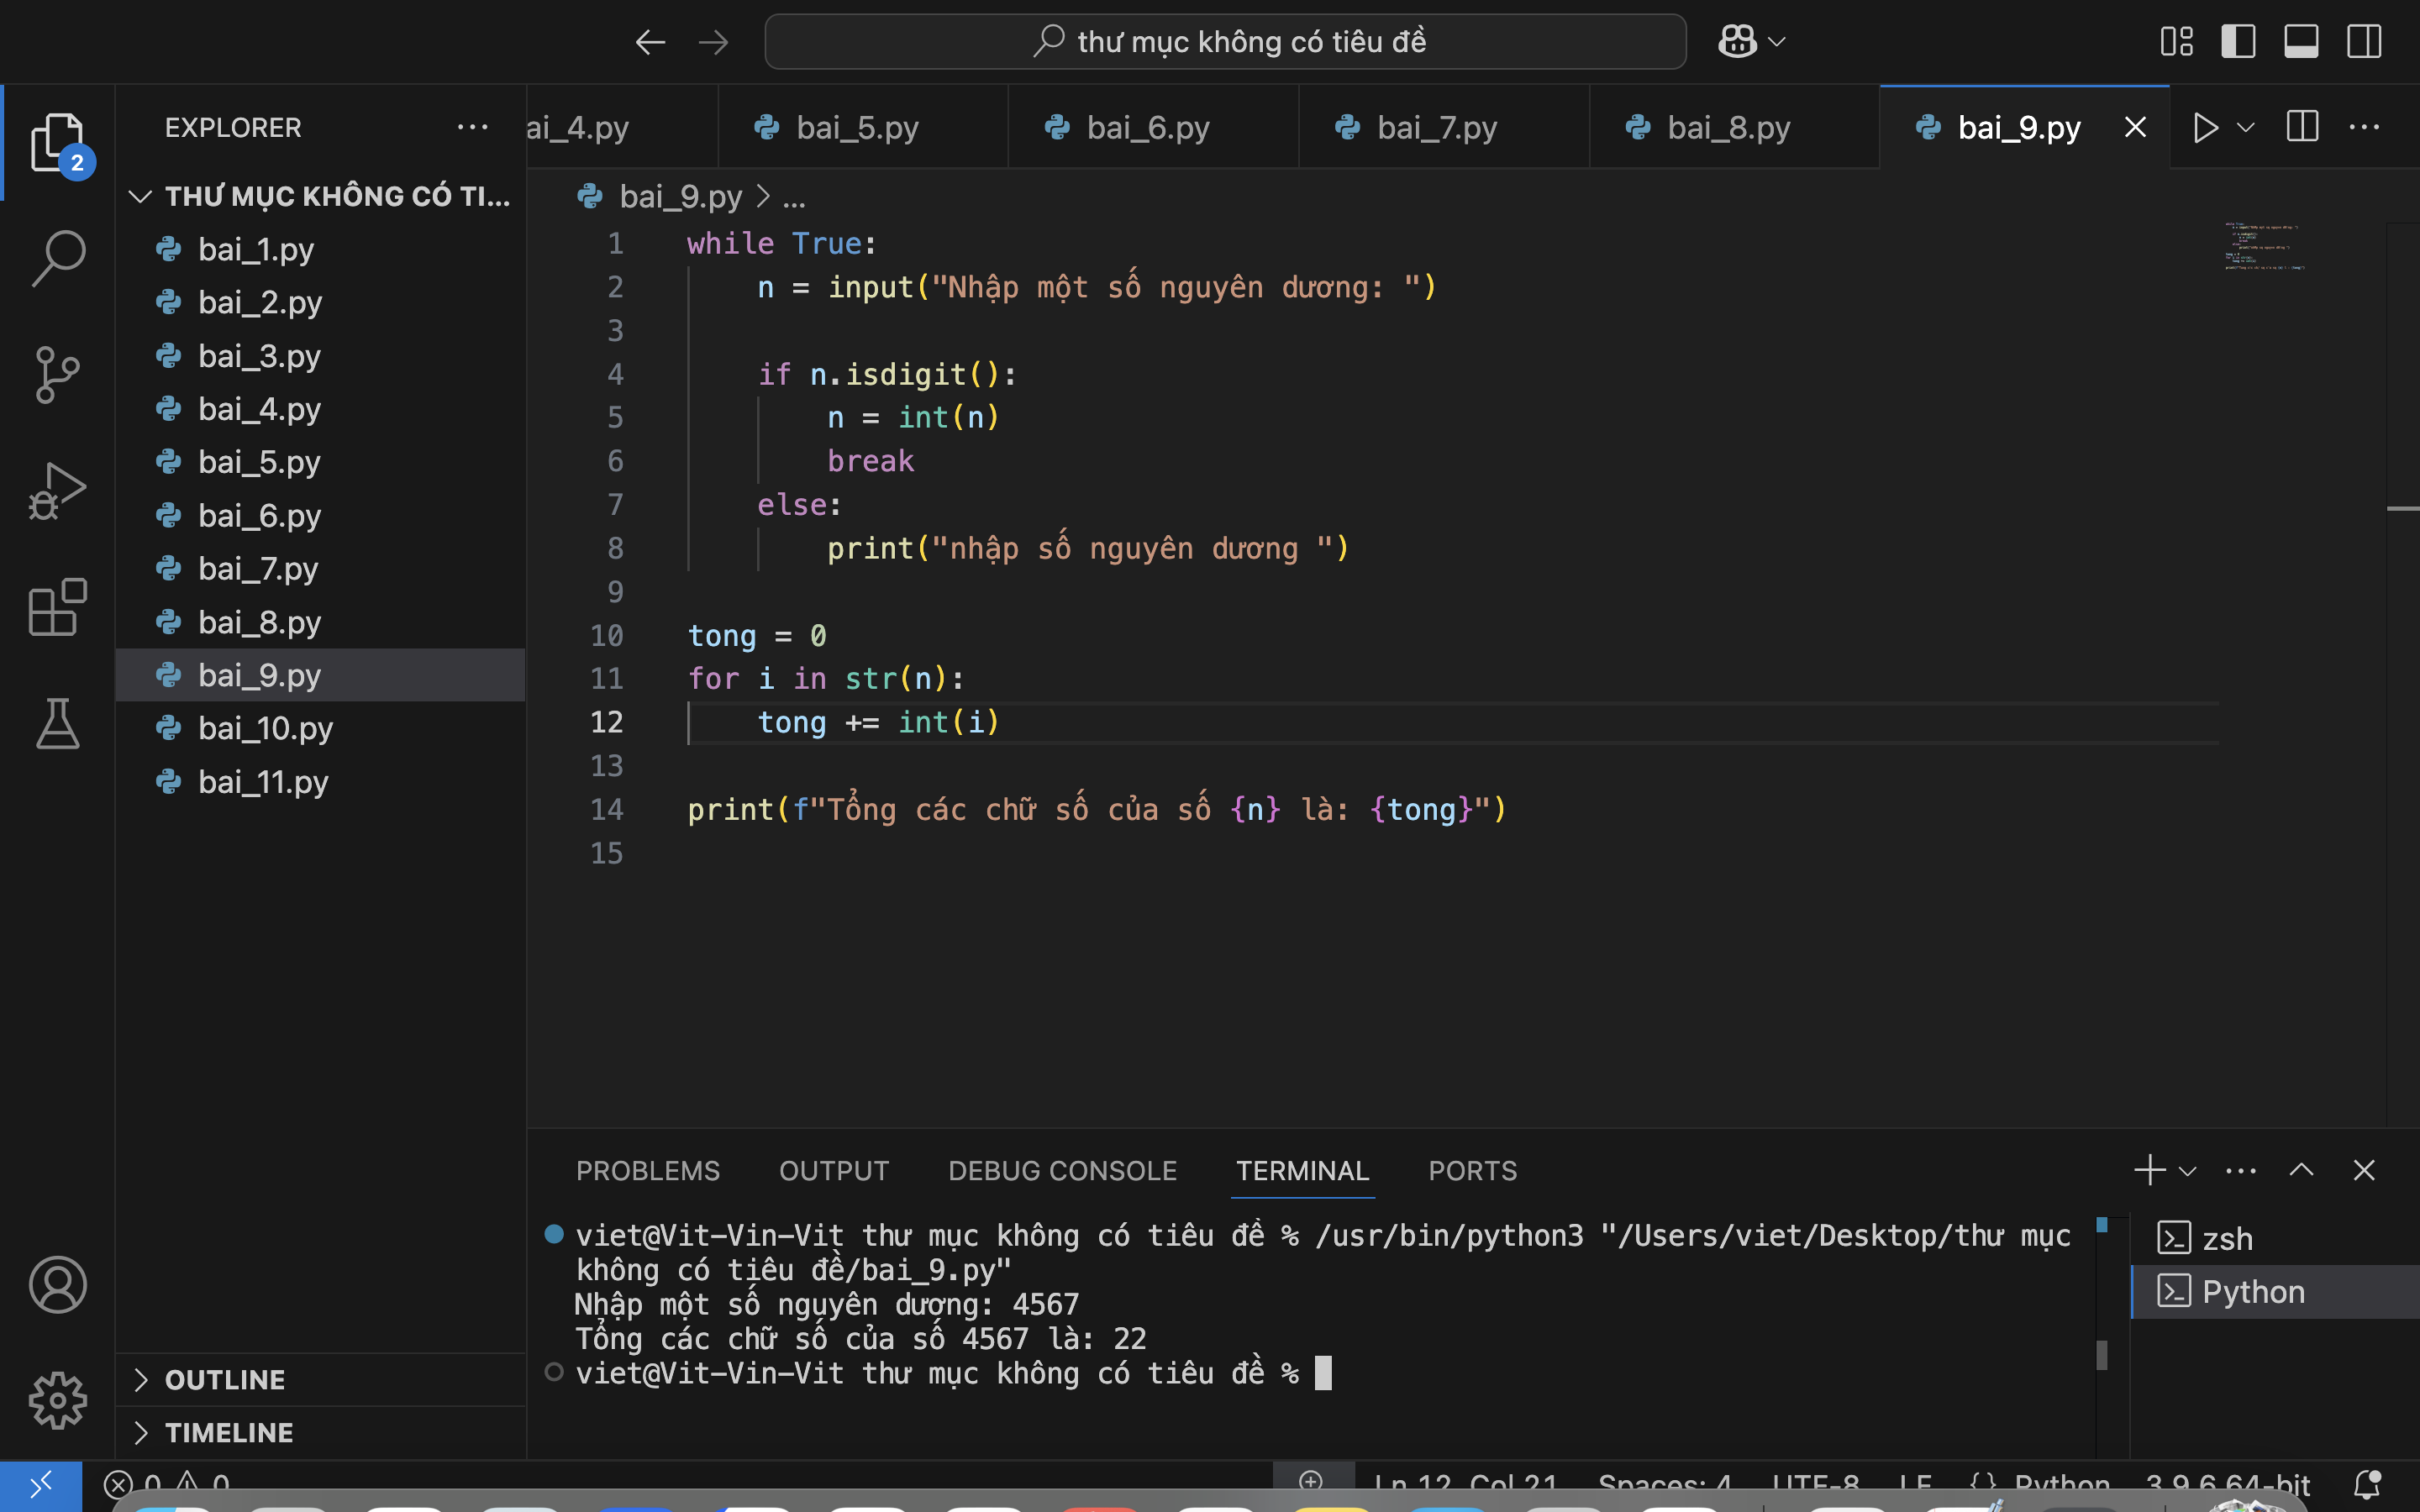 thư mục không có tiêu đề
EXPLORER
2
THƯ MỤC KHÔNG CÓ TI...
bai_1.py
bai_2.py
bai_3.py
bai_4.py
bai_5.py
bai_6.py
bai_7.py
bai_8.py
bai_9.py
bai_10.py
bai_11.py
OUTLINE
TIMELINE
ai_4.py bai_5.py bai_6.py bai_7.py bai_8.py bai_9.py
bai_9.py > ...
1 while True:
2     n = input("Nhập một số nguyên dương: ")
3
4     if n.isdigit():
5         n = int(n)
6         break
7     else:
8         print("nhập số nguyên dương ")
9
10 tong = 0
11 for i in str(n):
12     tong += int(i)
13
14 print(f"Tổng các chữ số của số {n} là: {tong}")
15
PROBLEMS OUTPUT DEBUG CONSOLE TERMINAL PORTS
viet@Vit-Vin-Vit thư mục không có tiêu đề % /usr/bin/python3 "/Users/viet/Desktop/thư mục
không có tiêu đề/bai_9.py"
Nhập một số nguyên dương: 4567
Tổng các chữ số của số 4567 là: 22
viet@Vit-Vin-Vit thư mục không có tiêu đề %
zsh
Python
0 0 Ln 12, Col 21 Spaces: 4 UTF-8 LF {} Python 3.9.6 64-bit